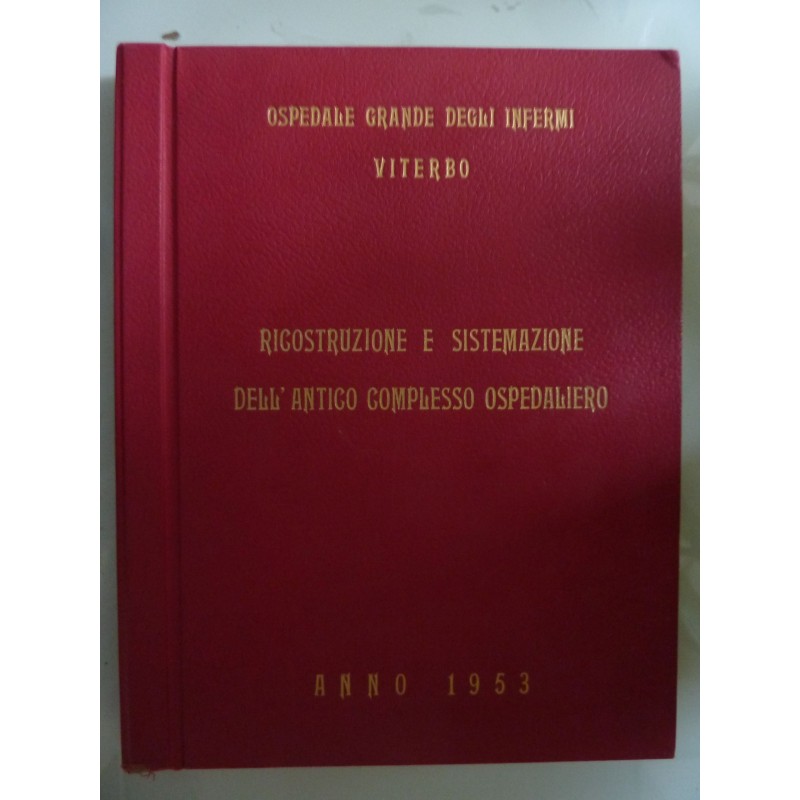 OSPEDALE GRANDE DEGLI INFERMI
VITERBO
RICOSTRUZIONE E SISTEMAZIONE
DELL'ANTICO COMPLESSO OSPEDALIERO
ANNO 1953